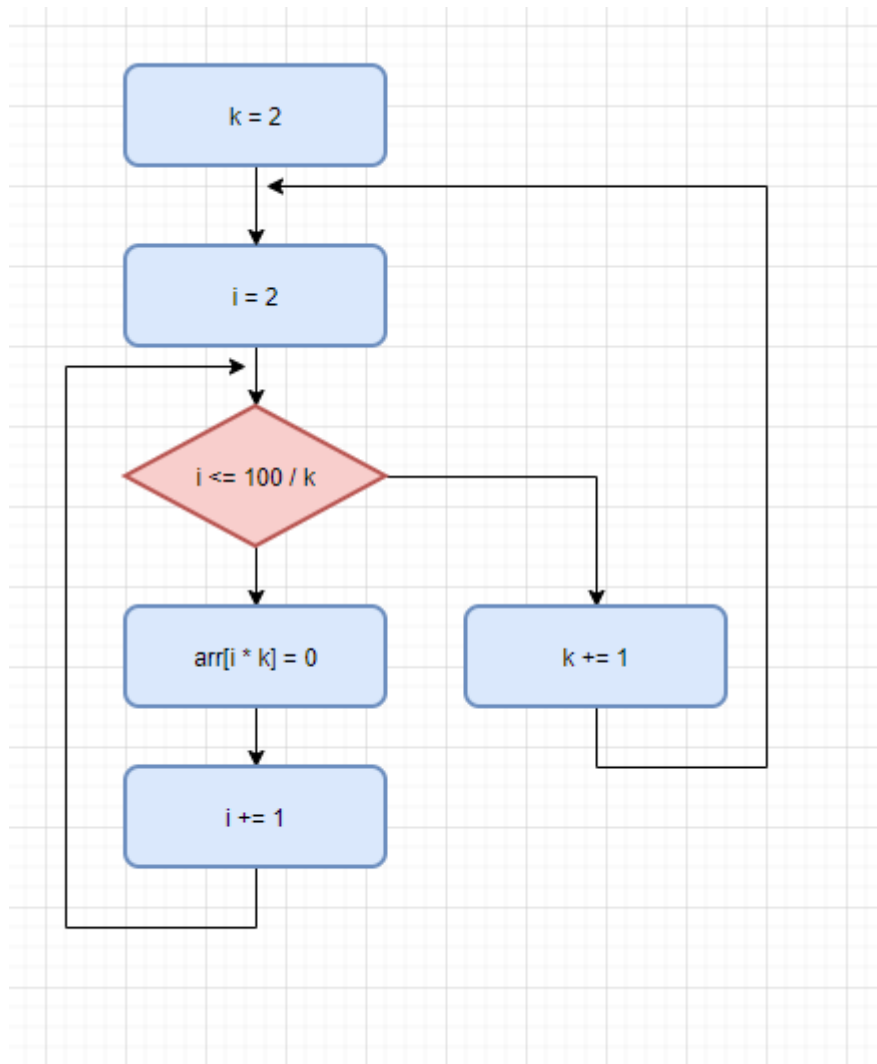 k = 2
i = 2
i <= 100 / k
arr[i * k] = 0
k += 1
i += 1